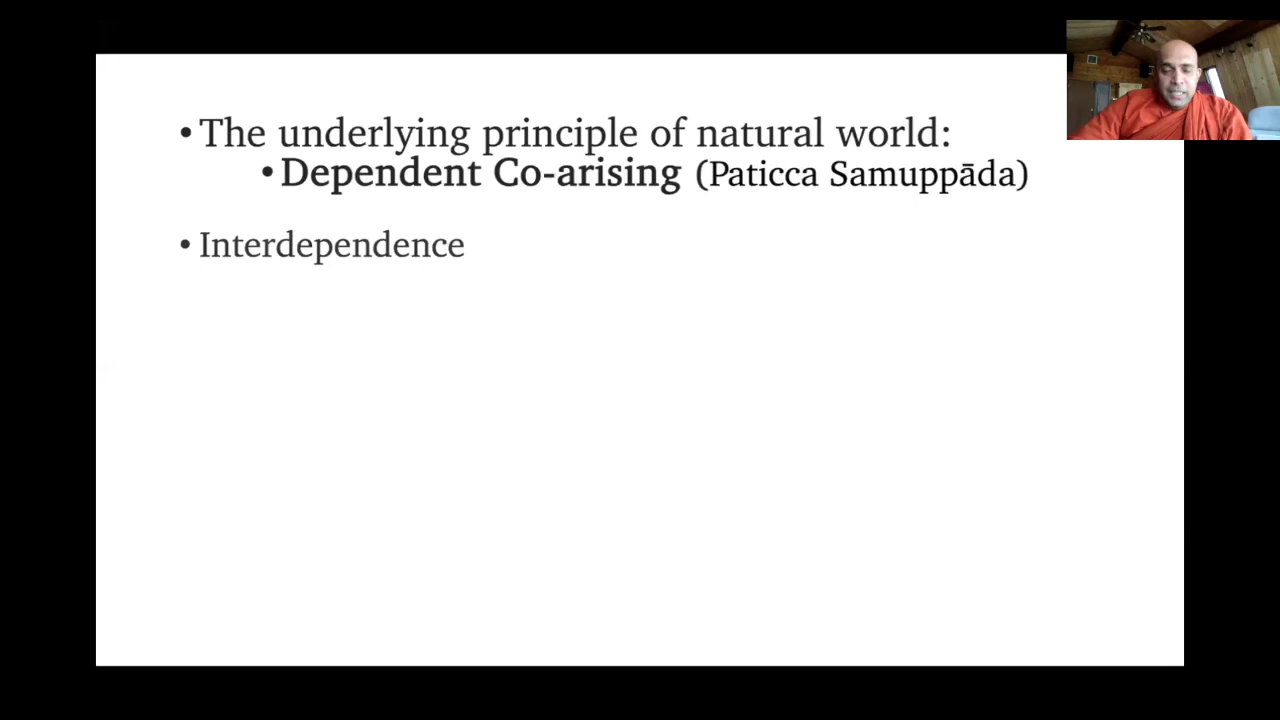 • The underlying principle of natural world:
• Dependent Co-arising (Paticca Samuppāda)
• Interdependence